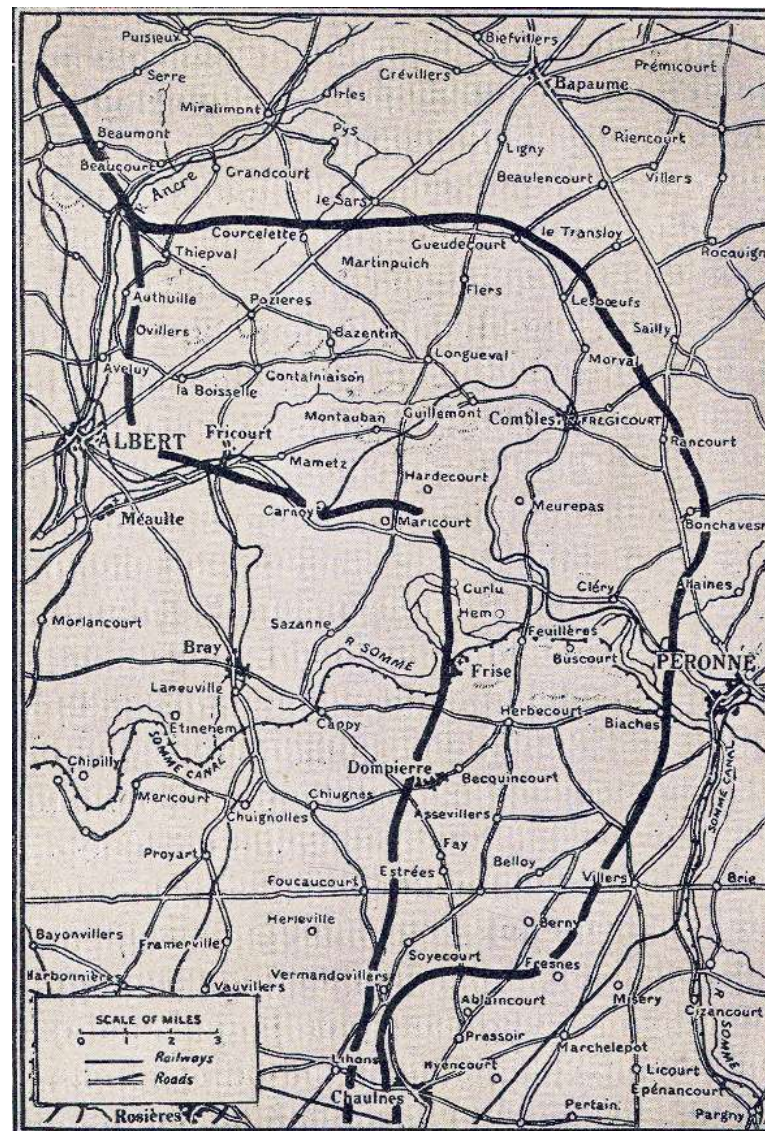 Puisieux
Biefvillers
Prémicourt
Serre
Grévillers
Bapaume
Irles
Miralimont
Beaumont
Pys
Ligny
Riencourt
Beaucourt
Grandcourt
Beaulencourt
Villers
R. Ancre
le Sars
Courcelette
Gueudecourt
le Transloy
Rocquign
Thiepval
Martinpuich
Authuille
Flers
Lesbœufs
Pozieres
Ovillers
Bazentin
Sailly
Longueval
Morval
Aveluy
la Boisselle
Contalniaison
Guillemont
Combles
FREGICOURT
Montauban
ALBERT
Fricourt
Rancourt
Mametz
Hardecourt
Carnoy
Maricourt
Meurepas
Méaulte
Bonchavesn
Curlu
Cléry
Allaines
Hem
Morlancourt
Sazanne
Feuillères
R SOMME
Bray
Buscourt
PERONNE
Frise
Laneuville
Etinehem
Cappy
Herbecourt
Biaches
SOMME CANAL
Chipilly
Dompierre
Becquincourt
SOMME CANAL
Mericourt
Chuignolles
Chiugnes
Assevillers
Proyart
Fay
Belloy
Estrées
Foucaucourt
Villers
Brie
Herleville
Berny
Bayonvillers
Framerville
Soyecourt
Fresnes
Harbonnières
Vauvillers
Vermandovillers
Ablaincourt
Misery
Cizancourt
R SOMME
SCALE OF MILES
0 1 2 3
Railways
Roads
Pressoir
Marchelepot
Lihons
Hyencourt
Licourt
Epénancourt
Chaulnes
Rosières
Pertain
Pargny